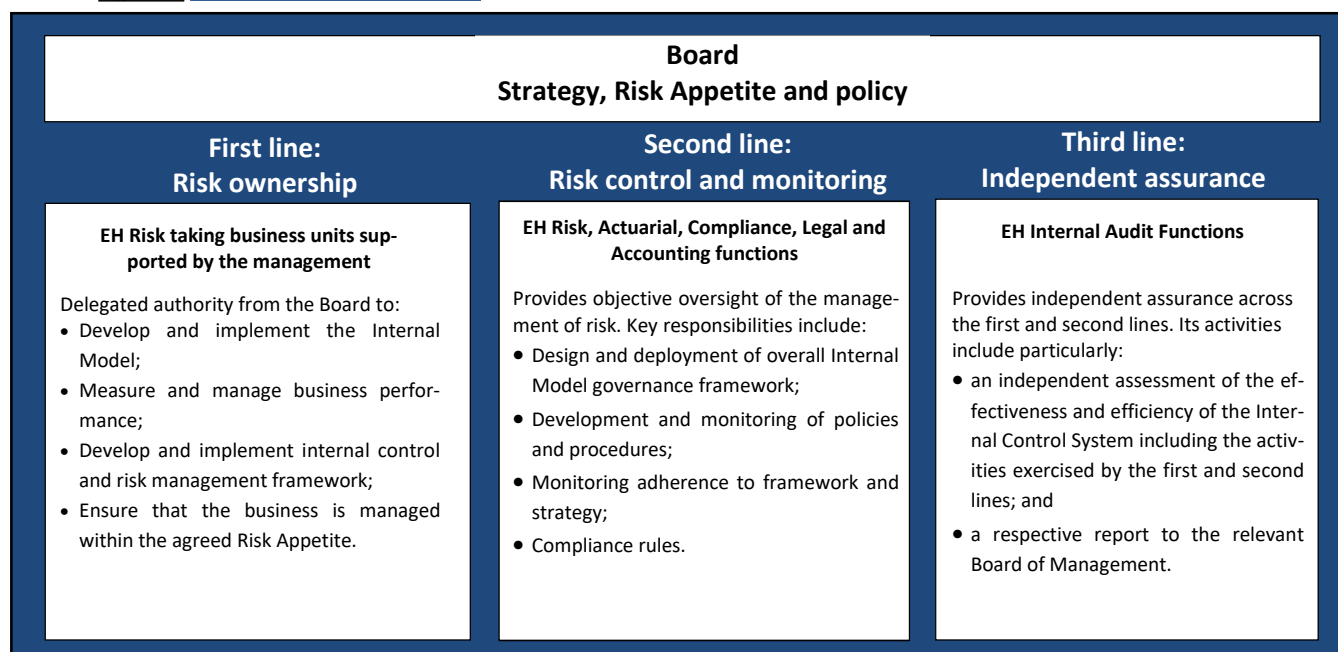 Board
Strategy, Risk Appetite and policy
First line:
Risk ownership
EH Risk taking business units sup-
ported by the management
Delegated authority from the Board to:
• Develop and implement the Internal
Model;
• Measure and manage business perfor-
mance;
• Develop and implement internal control
and risk management framework;
• Ensure that the business is managed
within the agreed Risk Appetite.
Second line:
Risk control and monitoring
EH Risk, Actuarial, Compliance, Legal and
Accounting functions
Provides objective oversight of the manage-
ment of risk. Key responsibilities include:
• Design and deployment of overall Internal
Model governance framework;
• Development and monitoring of policies
and procedures;
• Monitoring adherence to framework and
strategy;
• Compliance rules.
Third line:
Independent assurance
EH Internal Audit Functions
Provides independent assurance across
the first and second lines. Its activities
include particularly:
• an independent assessment of the ef-
fectiveness and efficiency of the Inter-
nal Control System including the activ-
ities exercised by the first and second
lines; and
• a respective report to the relevant
Board of Management.